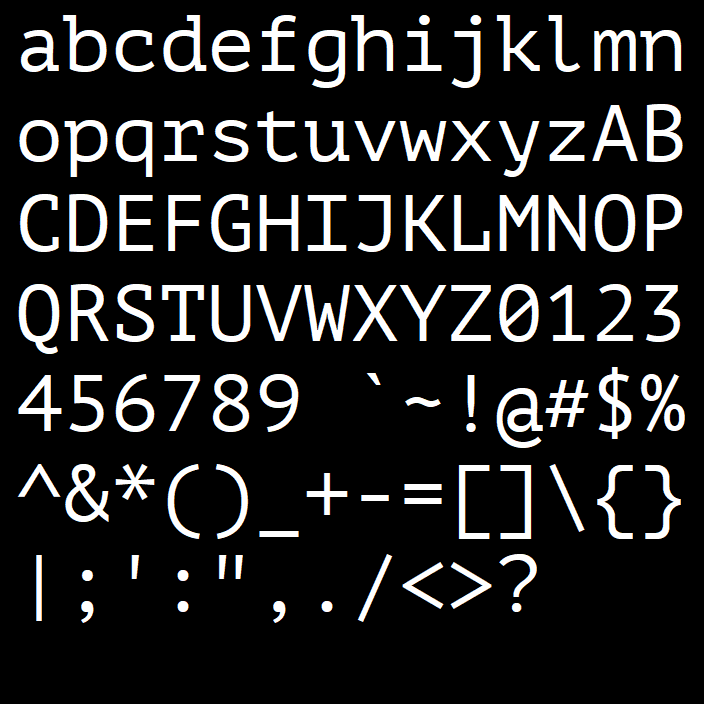 abcdefghijklmn
opqrstuvwxyzAB
CDEFGHIJKLMNOP
QRSTUVWXYZ0123
456789 `~!@#$%
^&*()_+-=[]\{}
|;':",./<>?